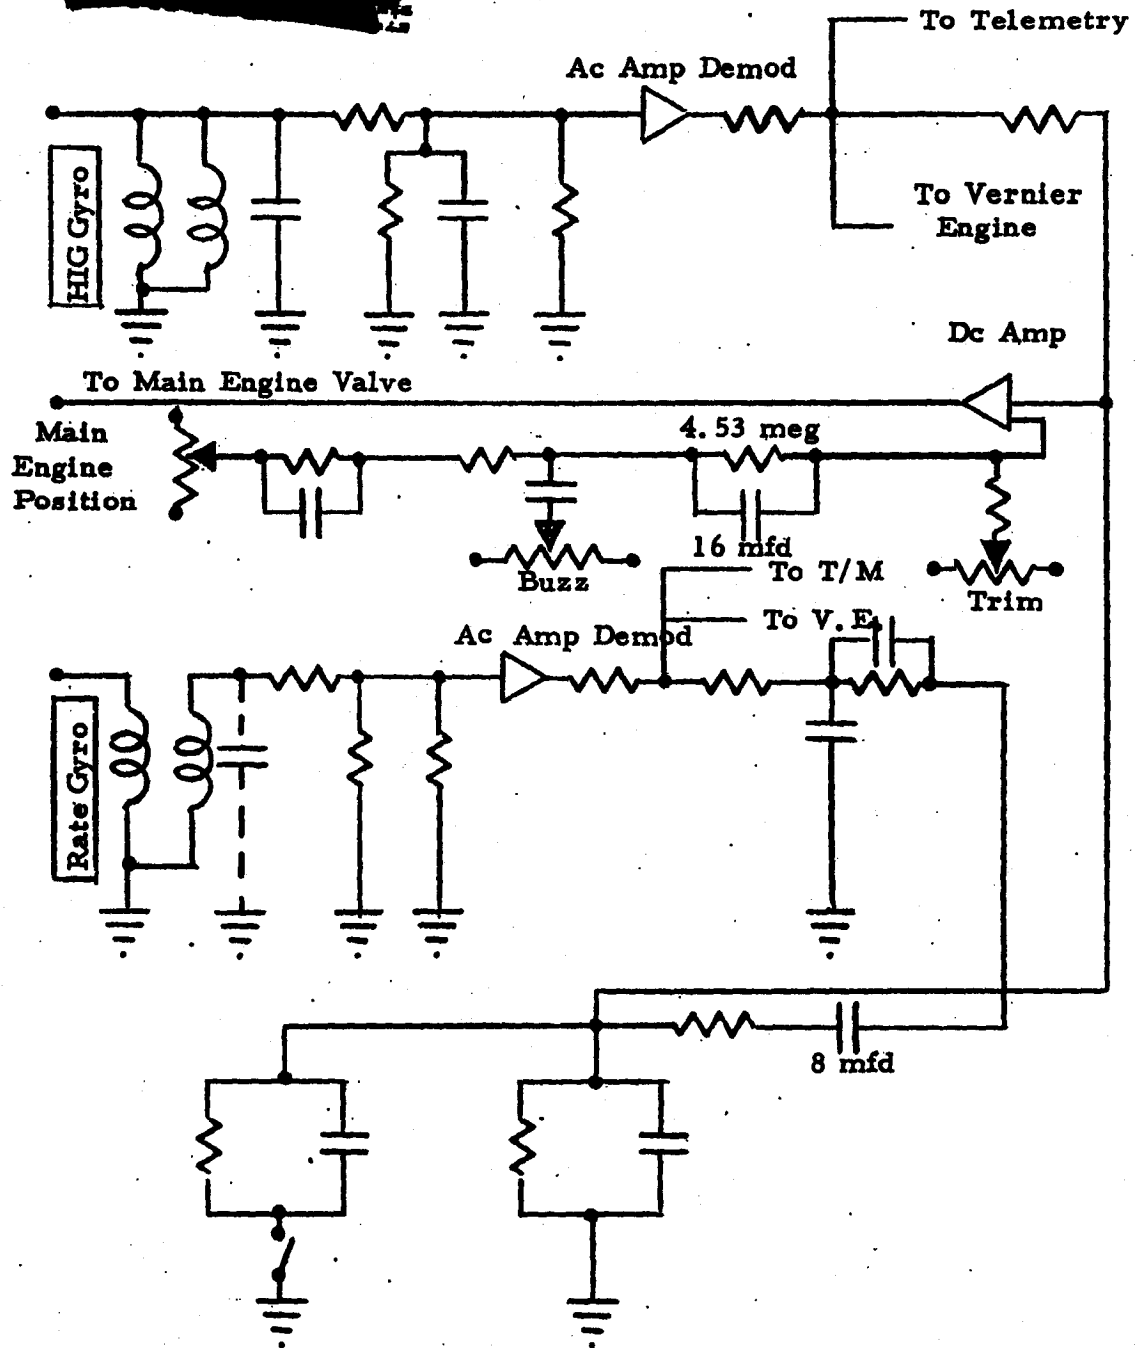 To Telemetry
Ac Amp Demod
HIG Gyro
To Vernier
Engine
Dc Amp
To Main Engine Valve
Main
Engine
Position
4.53 meg
16 mfd
Buzz
To T/M
Trim
To V.E.
Ac Amp Demod
Rate Gyro
8 mfd